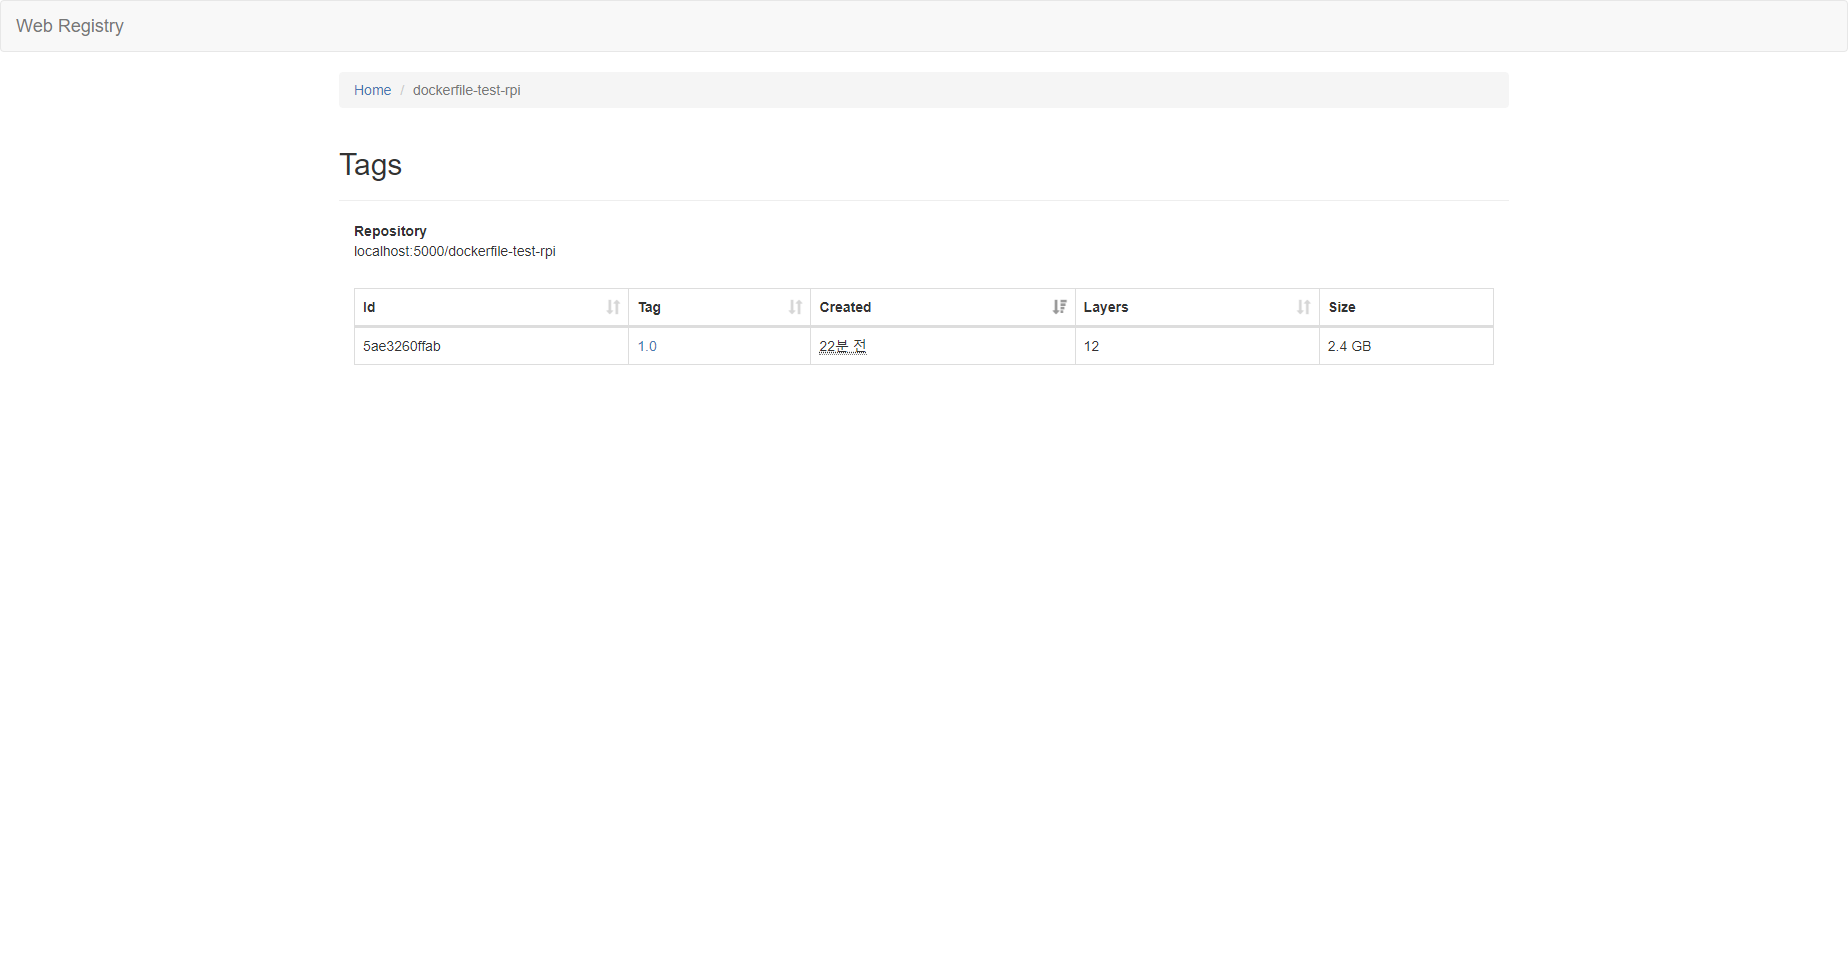 Web Registry
Home / dockerfile-test-rpi
Tags
Repository
localhost:5000/dockerfile-test-rpi
Id Tag Created Layers Size
5ae3260ffab 1.0 22분 전 12 2.4 GB